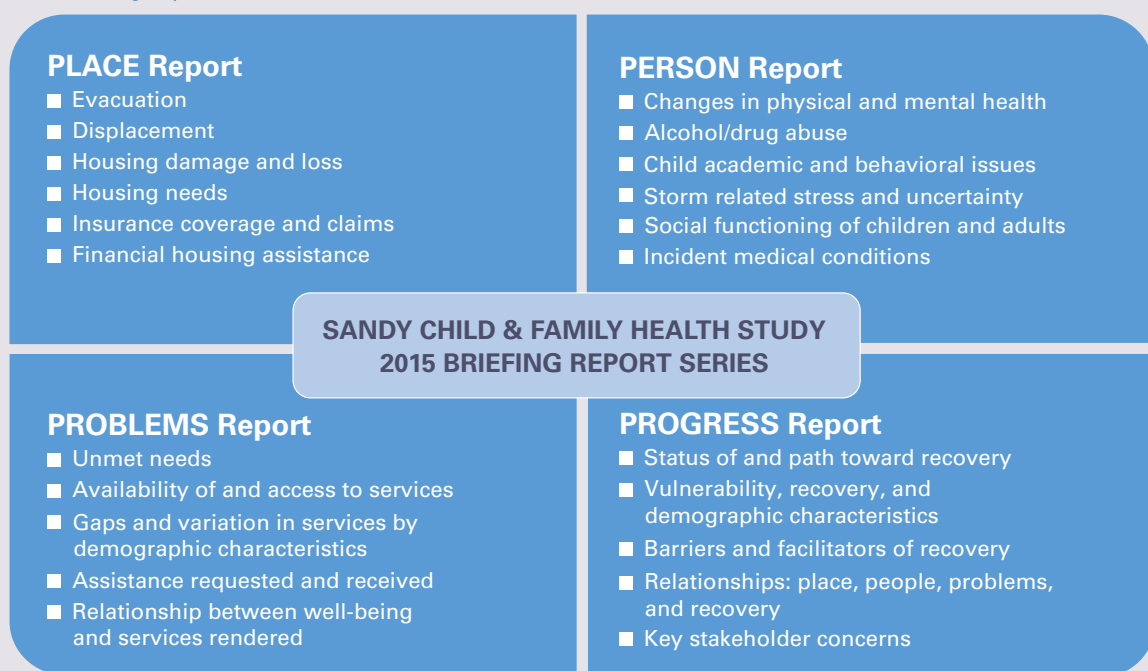 PLACE Report
■ Evacuation
■ Displacement
■ Housing damage and loss
■ Housing needs
■ Insurance coverage and claims
■ Financial housing assistance
PERSON Report
■ Changes in physical and mental health
■ Alcohol/drug abuse
■ Child academic and behavioral issues
■ Storm related stress and uncertainty
■ Social functioning of children and adults
■ Incident medical conditions
SANDY CHILD & FAMILY HEALTH STUDY
2015 BRIEFING REPORT SERIES
PROBLEMS Report
■ Unmet needs
■ Availability of and access to services
■ Gaps and variation in services by
demographic characteristics
■ Assistance requested and received
■ Relationship between well-being
and services rendered
PROGRESS Report
■ Status of and path toward recovery
■ Vulnerability, recovery, and
demographic characteristics
■ Barriers and facilitators of recovery
■ Relationships: place, people, problems,
and recovery
■ Key stakeholder concerns